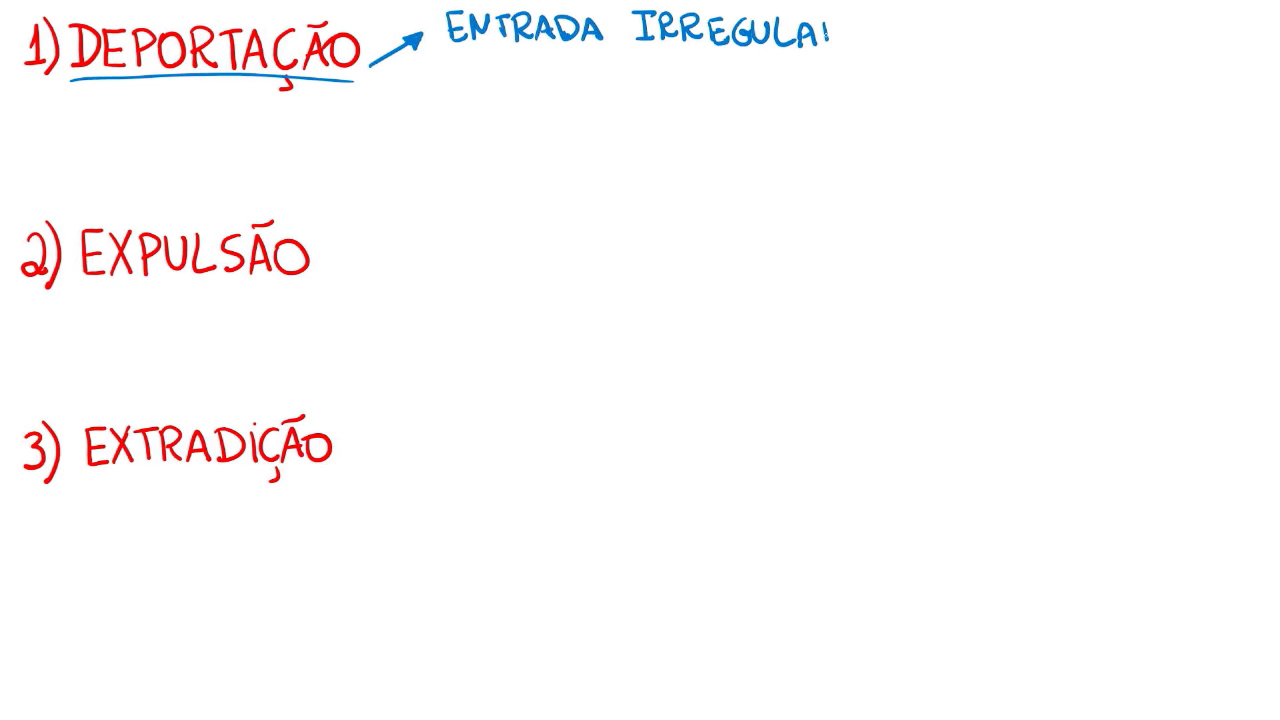 1) DEPORTAÇÃO
ENTRADA IRREGULA
2) EXPULSÃO
3) EXTRADIÇÃO